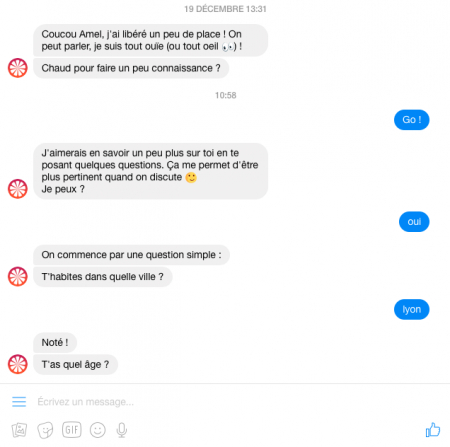 19 DÉCEMBRE 13:31
Coucou Amel, j'ai libéré un peu de place ! On
peut parler, je suis tout ouïe (ou tout oeil 👀) !
Chaud pour faire un peu connaissance ?
10:58
Go !
J'aimerais en savoir un peu plus sur toi en te
posant quelques questions. Ça me permet d'être
plus pertinent quand on discute 😊
Je peux ?
oui
On commence par une question simple :
T'habites dans quelle ville ?
lyon
Noté !
T'as quel âge ?
Écrivez un message...
GIF